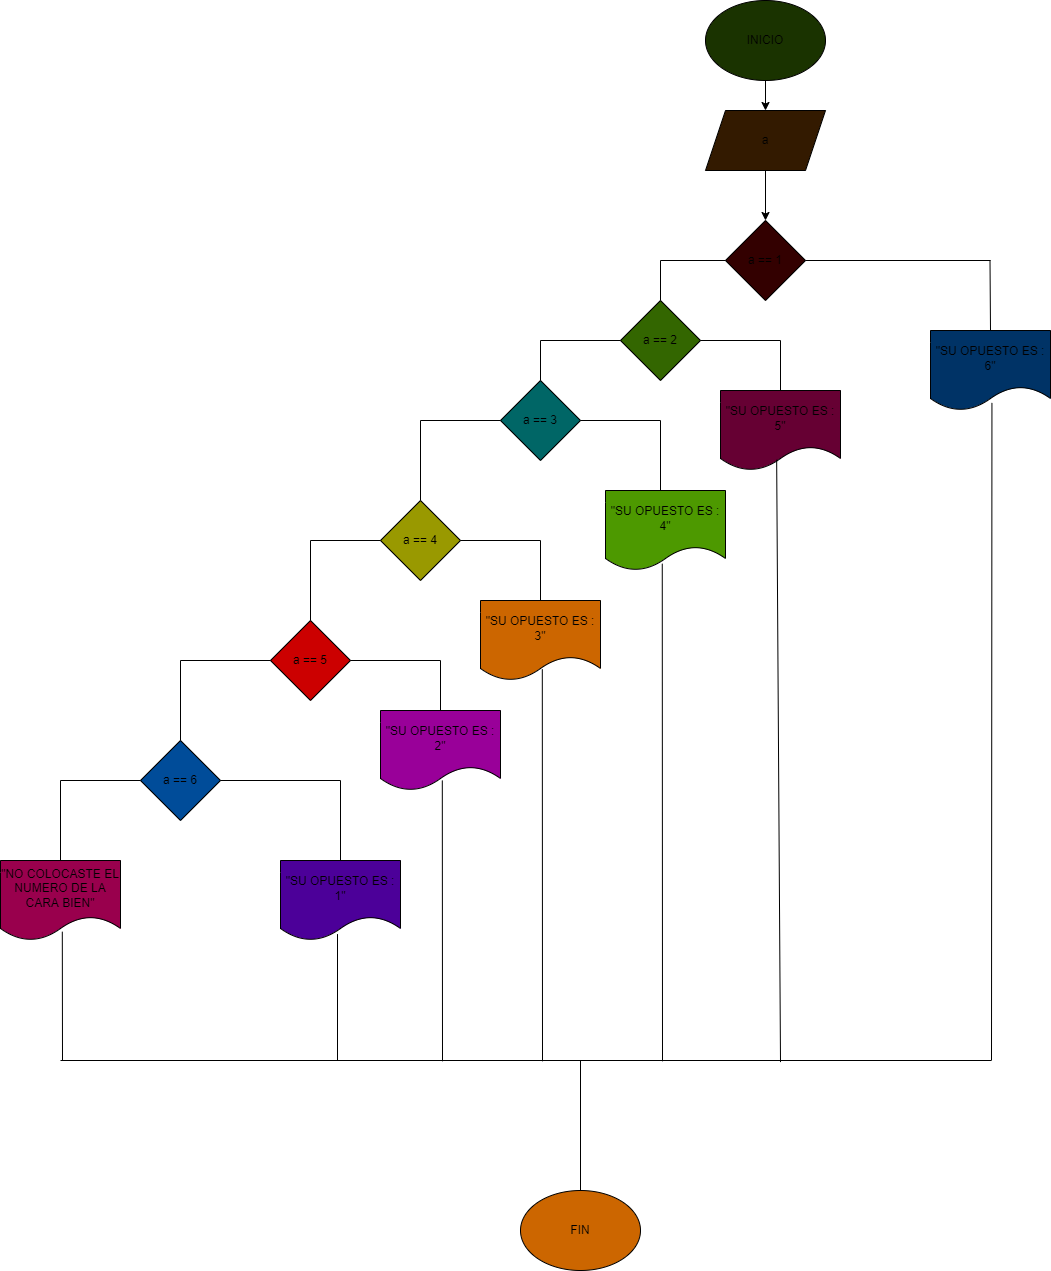 INICIO
a
a == 1
a == 2
"SU OPUESTO ES :
6"
a == 3
"SU OPUESTO ES :
5"
a == 4
"SU OPUESTO ES :
4"
a == 5
"SU OPUESTO ES :
3"
a == 6
"SU OPUESTO ES :
2"
"NO COLOCASTE EL
NUMERO DE LA
CARA BIEN"
"SU OPUESTO ES :
1"
FIN